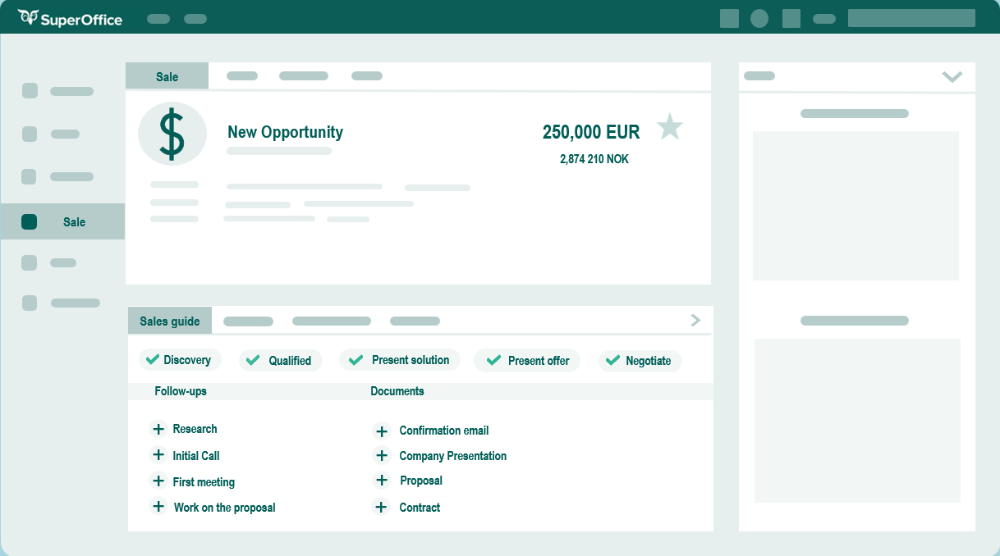 SuperOffice
Sale
Sale
New Opportunity
250,000 EUR
2,874 210 NOK
Sales guide
Discovery
Qualified
Present solution
Present offer
Negotiate
Follow-ups
Documents
Research
Initial Call
First meeting
Work on the proposal
Confirmation email
Company Presentation
Proposal
Contract